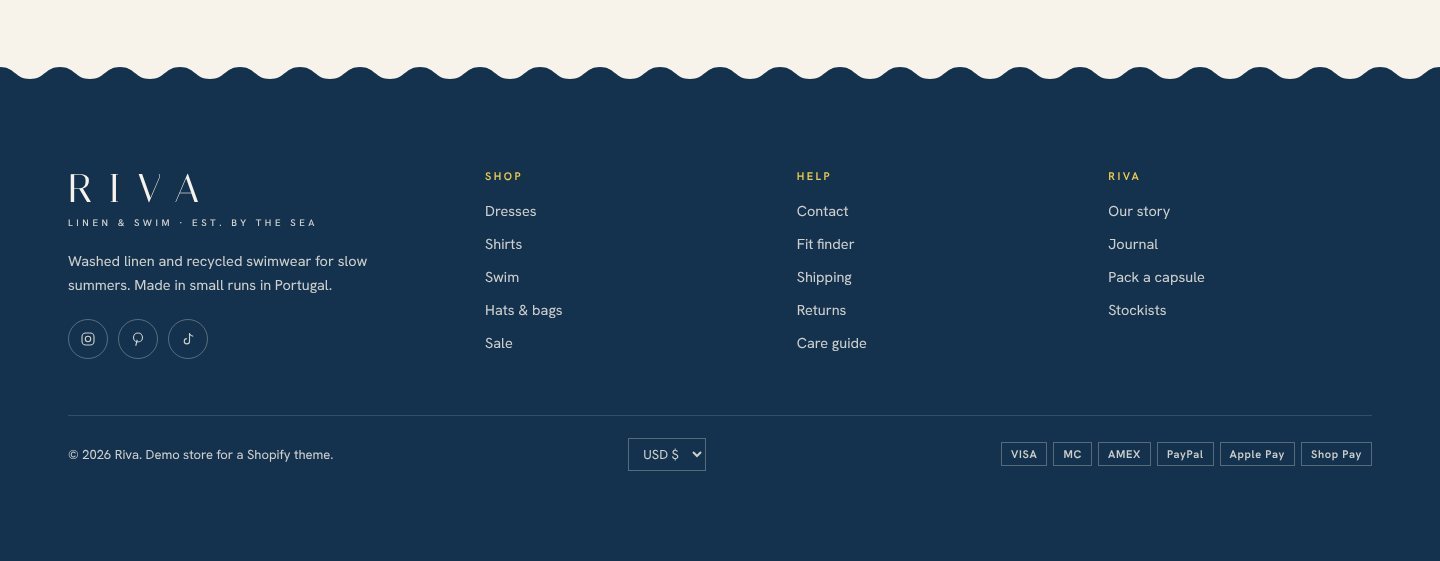 RIVA
LINEN & SWIM · EST. BY THE SEA
Washed linen and recycled swimwear for slow
summers. Made in small runs in Portugal.
SHOP
Dresses
Shirts
Swim
Hats & bags
Sale
HELP
Contact
Fit finder
Shipping
Returns
Care guide
RIVA
Our story
Journal
Pack a capsule
Stockists
© 2026 Riva. Demo store for a Shopify theme.
USD $
VISA
MC
AMEX
PayPal
Apple Pay
Shop Pay